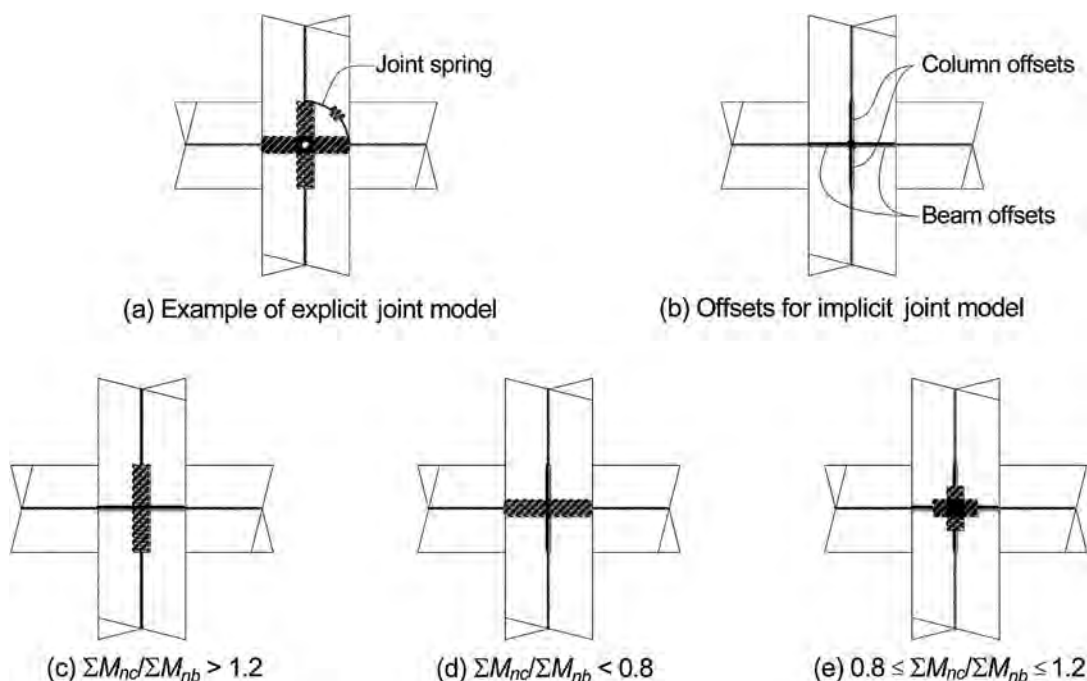 Joint spring
Column offsets
Beam offsets
(a) Example of explicit joint model
(b) Offsets for implicit joint model
(c) ΣMnc/ΣMnb > 1.2
(d) ΣMnc/ΣMnb < 0.8
(e) 0.8 ≤ ΣMnc/ΣMnb ≤ 1.2